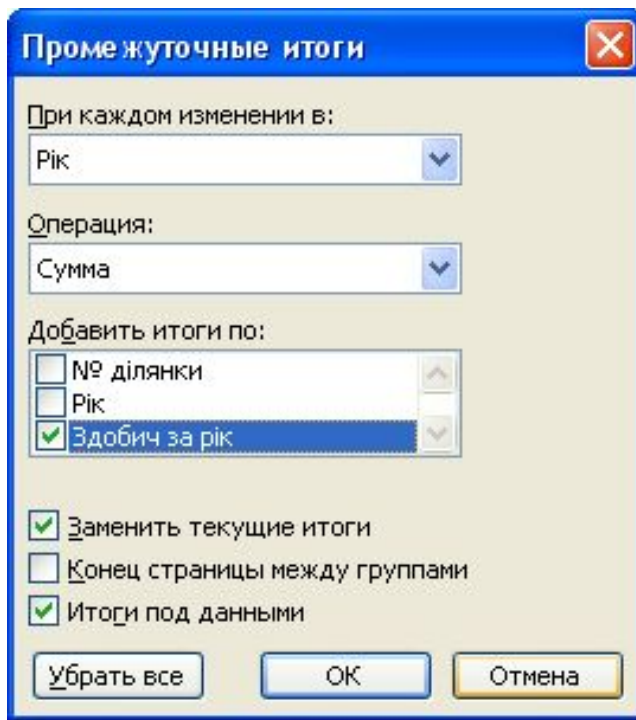 Промежуточные итоги
При каждом изменении в:
Рік
Операция:
Сумма
Добавить итоги по:
№ ділянки
Рік
Здобич за рік
Заменить текущие итоги
Конец страницы между группами
Итоги под данными
Убрать все
ОК
Отмена